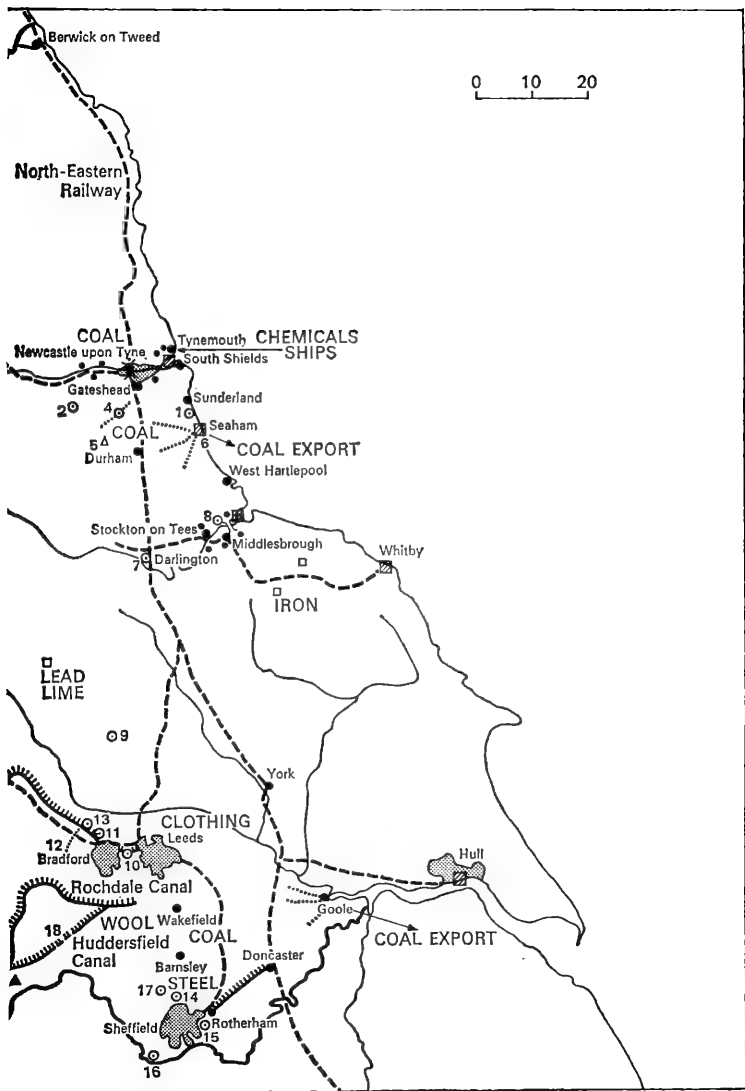 Berwick on Tweed
0 10 20
North-Eastern
Railway
COAL
Tynemouth
CHEMICALS
SHIPS
Newcastle upon Tyne
South Shields
Gateshead
Sunderland
2
4
1
Seaham
5
COAL
6
COAL EXPORT
Durham
West Hartlepool
8
Stockton on Tees
Middlesbrough
Whitby
7
Darlington
IRON
LEAD
LIME
9
York
CLOTHING
13
11
Leeds
12
Bradford
10
Hull
Rochdale Canal
Goole
18
WOOL
Wakefield
Huddersfield
Canal
COAL
COAL EXPORT
Doncaster
Barnsley
STEEL
17
14
Sheffield
Rotherham
15
16